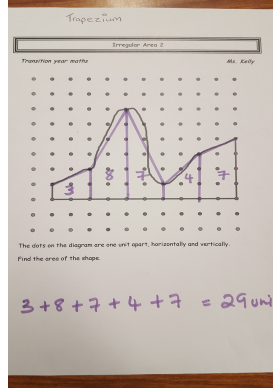 Trapezium
Irregular Area 2
Transition year maths Ms. Kelly
3 8 7 4 7
The dots on the diagram are one unit apart, horizontally and vertically.
Find the area of the shape.
3 + 8 + 7 + 4 + 7 = 29 uni